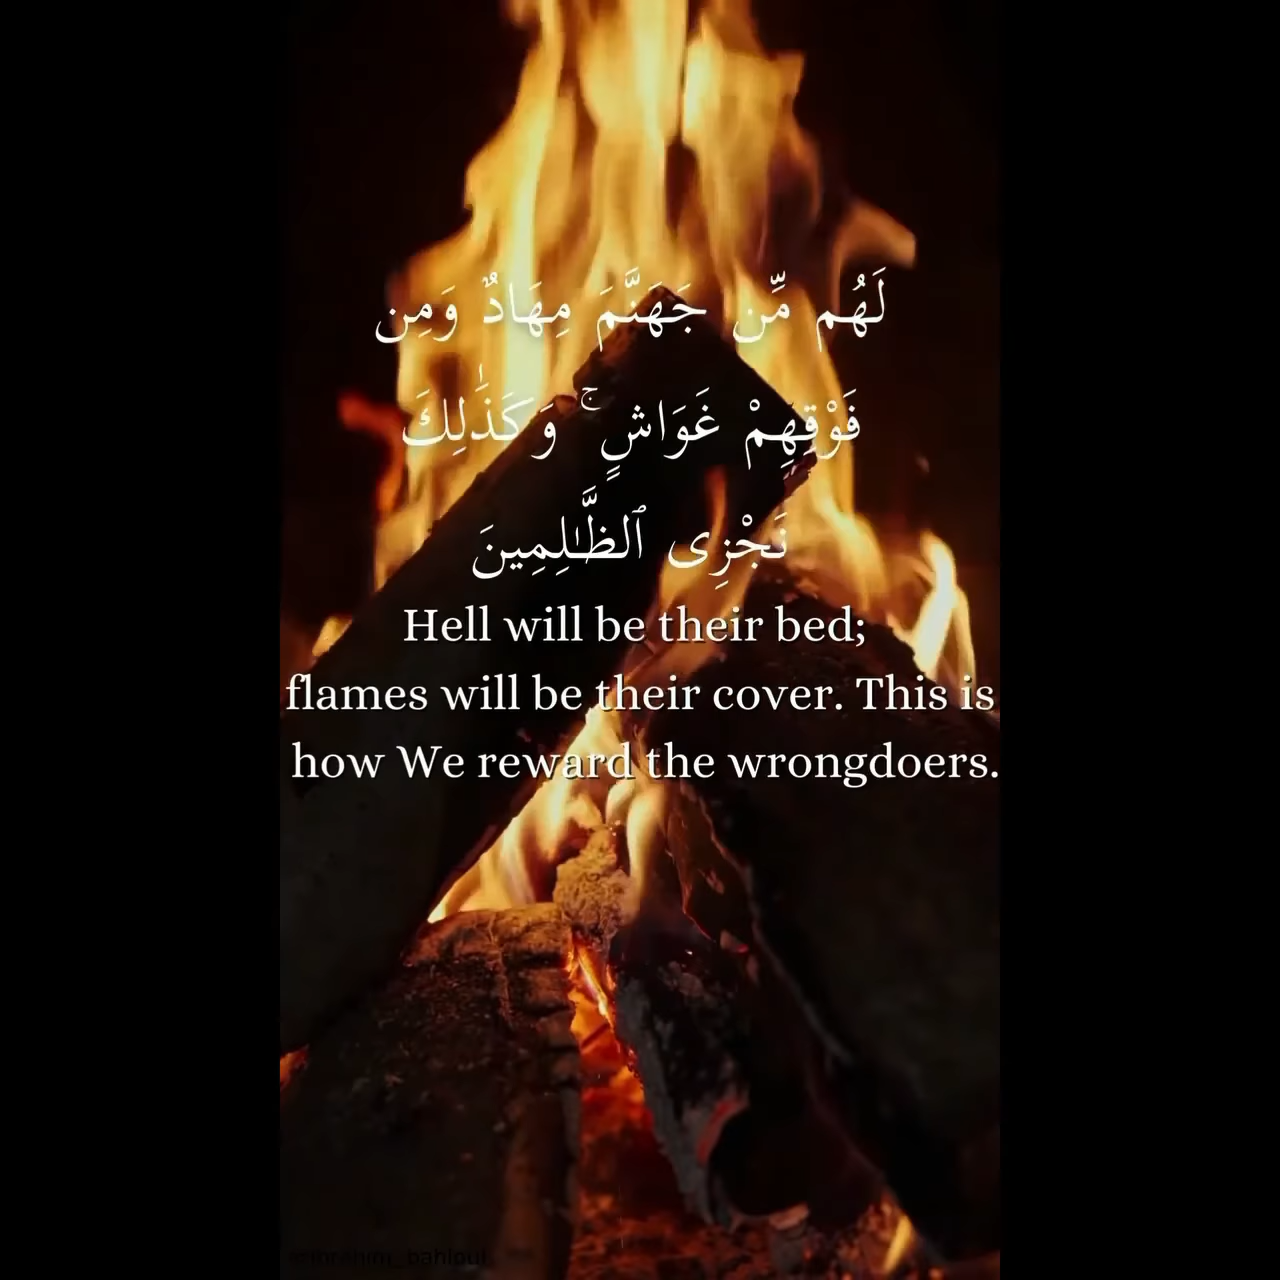 لَهُم مِّن جَهَنَّمَ مِهَادٌ وَمِن
فَوْقِهِمْ غَوَاشٍ ۚ وَكَذَٰلِكَ
نَجْزِى ٱلظَّـٰلِمِينَ
Hell will be their bed;
flames will be their cover. This is
how We reward the wrongdoers.